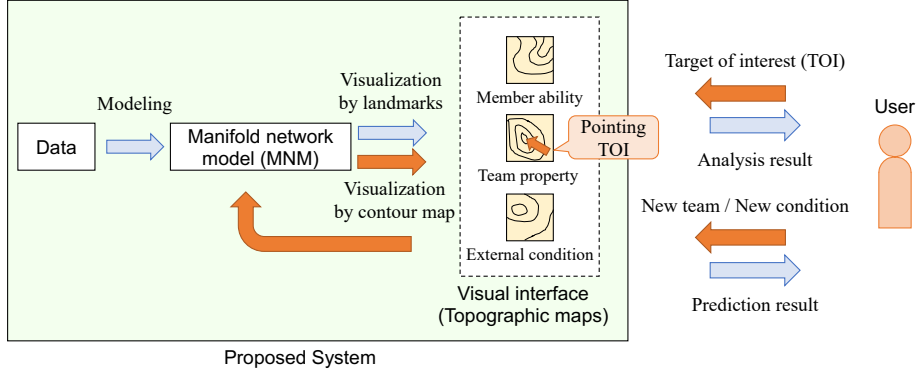 Data
Modeling
Manifold network
model (MNM)
Visualization
by landmarks
Visualization
by contour map
Member ability
Pointing
TOI
Team property
External condition
Visual interface
(Topographic maps)
Proposed System
Target of interest (TOI)
Analysis result
New team / New condition
Prediction result
User